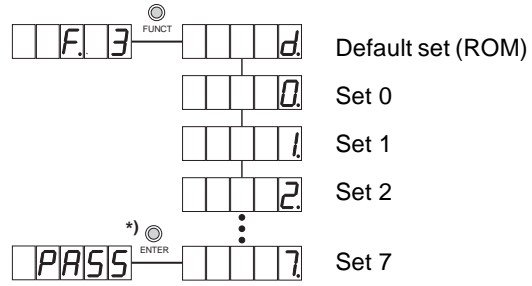 FUNCT
F. 3 d. Default set (ROM)
0. Set 0
1. Set 1
2. Set 2
*)
ENTER
PASS 7. Set 7